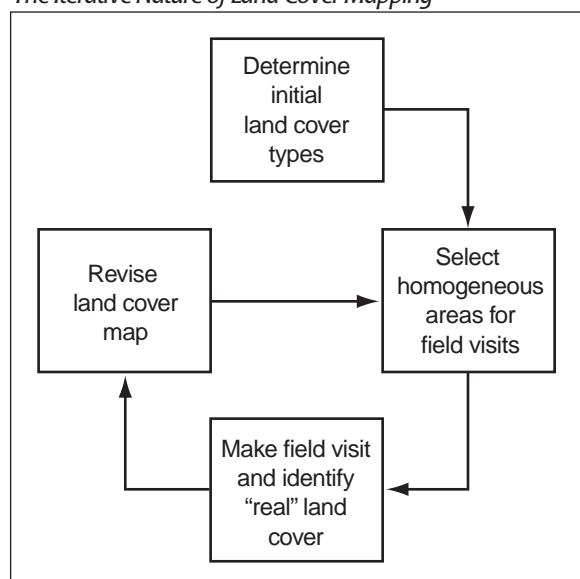 The Iterative Nature of Land Cover Mapping
Determine
initial
land cover
types
Select
homogeneous
areas for
field visits
Revise
land cover
map
Make field visit
and identify
“real” land
cover